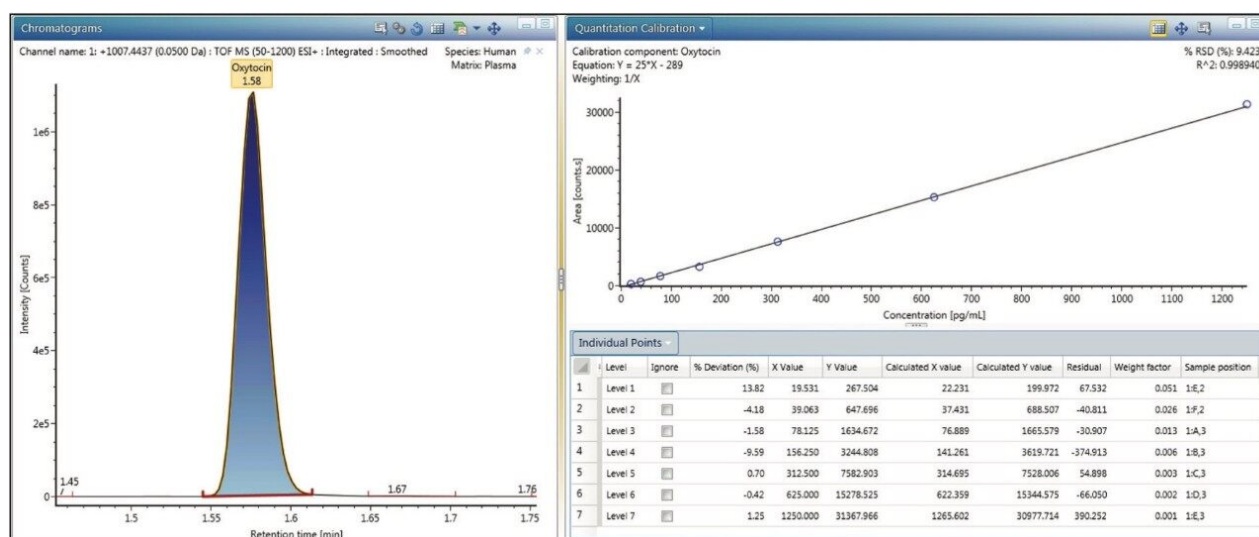 Chromatograms
Channel name: 1: +1007.4437 (0.0500 Da) : TOF MS (50-1200) ESI+ : Integrated : Smoothed
Species: Human
Matrix: Plasma
Oxytocin
1.58
1e6
8e5
6e5
4e5
2e5
0
Intensity [Counts]
1.45
1.67
1.76
1.5
1.55
1.6
1.65
1.7
1.75
Retention time [min]
Quantitation Calibration
Calibration component: Oxytocin
Equation: Y = 25*X - 289
Weighting: 1/X
% RSD (%): 9.423
R^2: 0.998940
30000
20000
10000
0
Area [counts.s]
0 100 200 300 400 500 600 700 800 900 1000 1100 1200
Concentration [pg/mL]
Individual Points
Level Ignore % Deviation (%) X Value Y Value Calculated X value Calculated Y value Residual Weight factor Sample position
1 Level 1 13.82 19.531 267.504 22.231 199.972 67.532 0.051 1:E,2
2 Level 2 -4.18 39.063 647.696 37.431 688.507 -40.811 0.026 1:F,2
3 Level 3 -1.58 78.125 1634.672 76.889 1665.579 -30.907 0.013 1:A,3
4 Level 4 -9.59 156.250 3244.808 141.261 3619.721 -374.913 0.006 1:B,3
5 Level 5 0.70 312.500 7582.903 314.695 7528.006 54.898 0.003 1:C,3
6 Level 6 -0.42 625.000 15278.525 622.359 15344.575 -66.050 0.002 1:D,3
7 Level 7 1.25 1250.000 31367.966 1265.602 30977.714 390.252 0.001 1:E,3